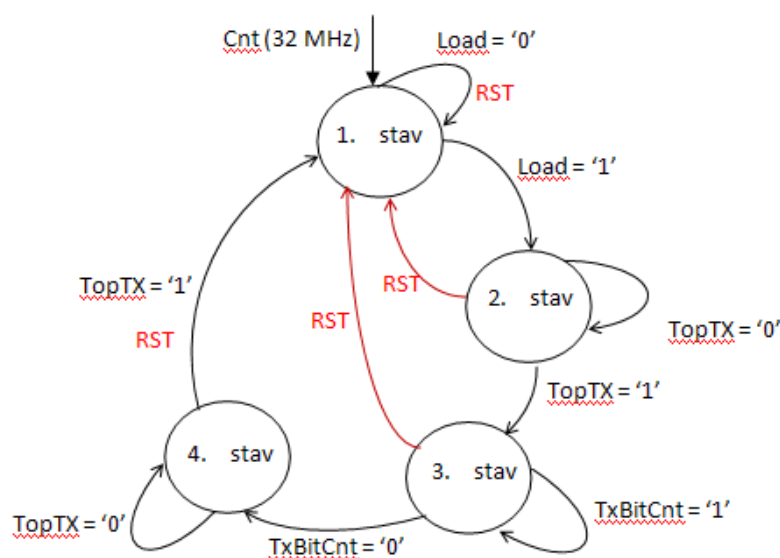 Cnt (32 MHz)
Load = ‘0’
RST
1. stav
Load = ‘1’
TopTX = ‘1’
RST
RST
2. stav
RST
TopTX = ‘0’
TopTX = ‘1’
4. stav
3. stav
TopTX = ‘0’
TxBitCnt = ‘1’
TxBitCnt = ‘0’